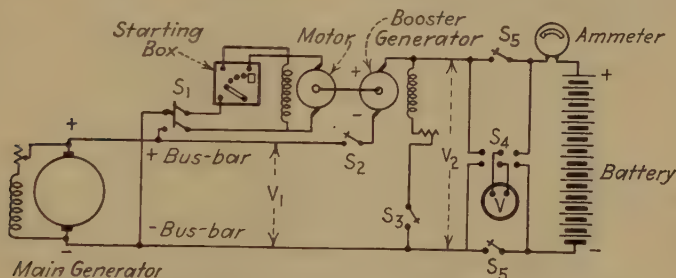 Starting
Box
Motor
Booster
Generator
S5
Ammeter
S1
+
-
+
+
+ Bus-bar
S2
V1
V2
S4
V
Battery
- Bus-bar
S3
-
Main Generator
S5
-